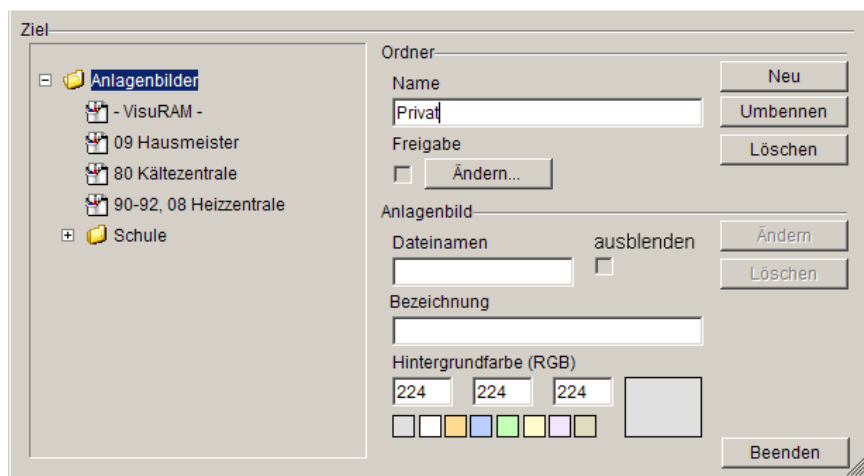 Ziel
Anlagenbilder
- VisuRAM -
09 Hausmeister
80 Kältezentrale
90-92, 08 Heizzentrale
Schule
Ordner
Name
Privat
Freigabe
Ändern...
Neu
Umbennen
Löschen
Anlagenbild
Dateinamen
ausblenden
Ändern
Löschen
Bezeichnung
Hintergrundfarbe (RGB)
224 224 224
Beenden